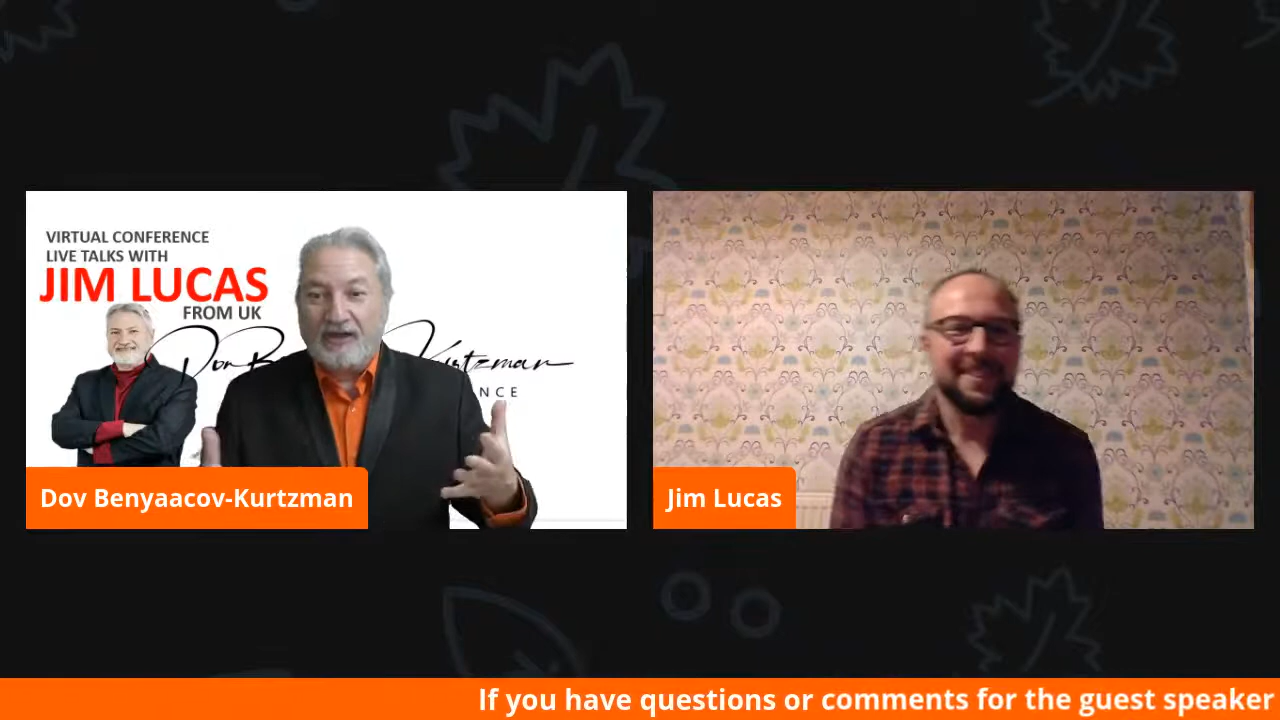 VIRTUAL CONFERENCE
LIVE TALKS WITH
JIM LUCAS
FROM UK
Kurtzman
Dov Benyaacov-Kurtzman
Jim Lucas
If you have questions or comments for the guest speaker